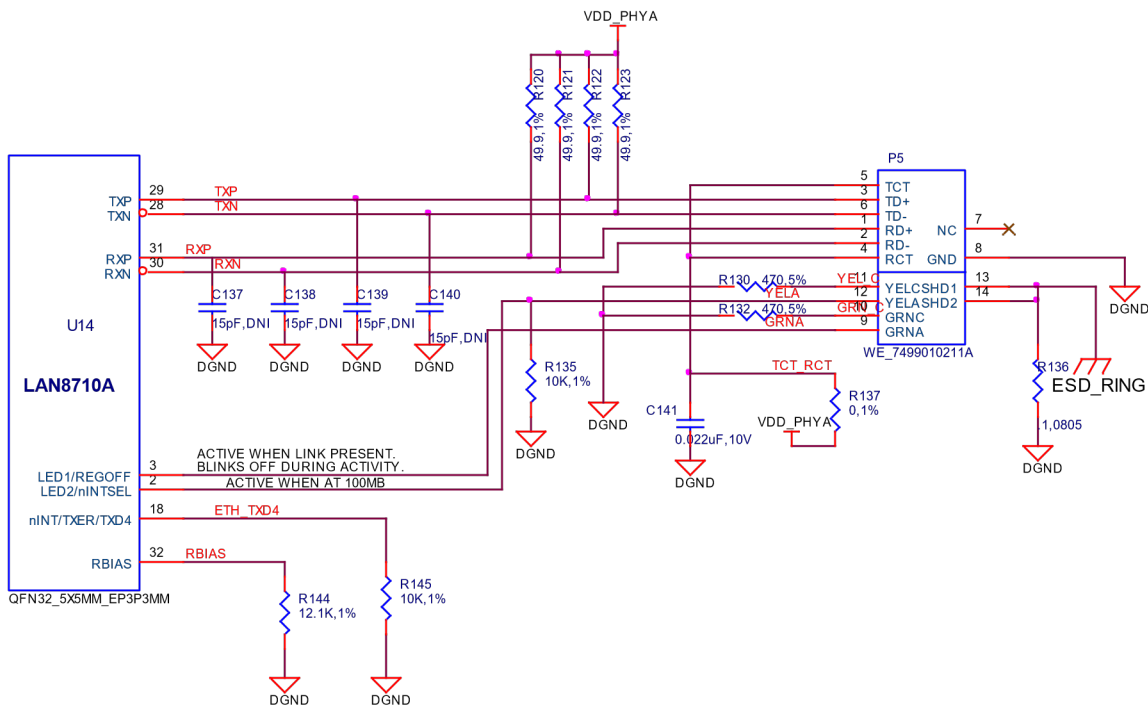 VDD_PHYA
49.9,1% R120
49.9,1% R121
49.9,1% R122
49.9,1% R123
P5
29 TXP
TXP
28 TXN
TXN
31 RXP
RXP
30 RXN
RXN
5 TCT
3 TD+
6 TD-
1 RD+
2 RD-
4 RCT
NC 7
GND 8
11 YELCSHD1 13
12 YELASHD2 14
10 GRNC
9 GRNA
R130 470,5% YEL_C
YELA
R132 470,5% GRN_C
GRNA
WE_7499010211A
DGND
C137
15pF,DNI
DGND
C138
15pF,DNI
DGND
C139
15pF,DNI
DGND
C140
15pF,DNI
DGND
U14
LAN8710A
R135
10K,1%
DGND
DGND
TCT_RCT
C141
0.022uF,10V
DGND
VDD_PHYA
R137
0,1%
R136
.1,0805
DGND
ESD_RING
ACTIVE WHEN LINK PRESENT.
BLINKS OFF DURING ACTIVITY.
ACTIVE WHEN AT 100MB
LED1/REGOFF 3
LED2/nINTSEL 2
nINT/TXER/TXD4 18 ETH_TXD4
RBIAS 32 RBIAS
QFN32_5X5MM_EP3P3MM
R144
12.1K,1%
DGND
R145
10K,1%
DGND